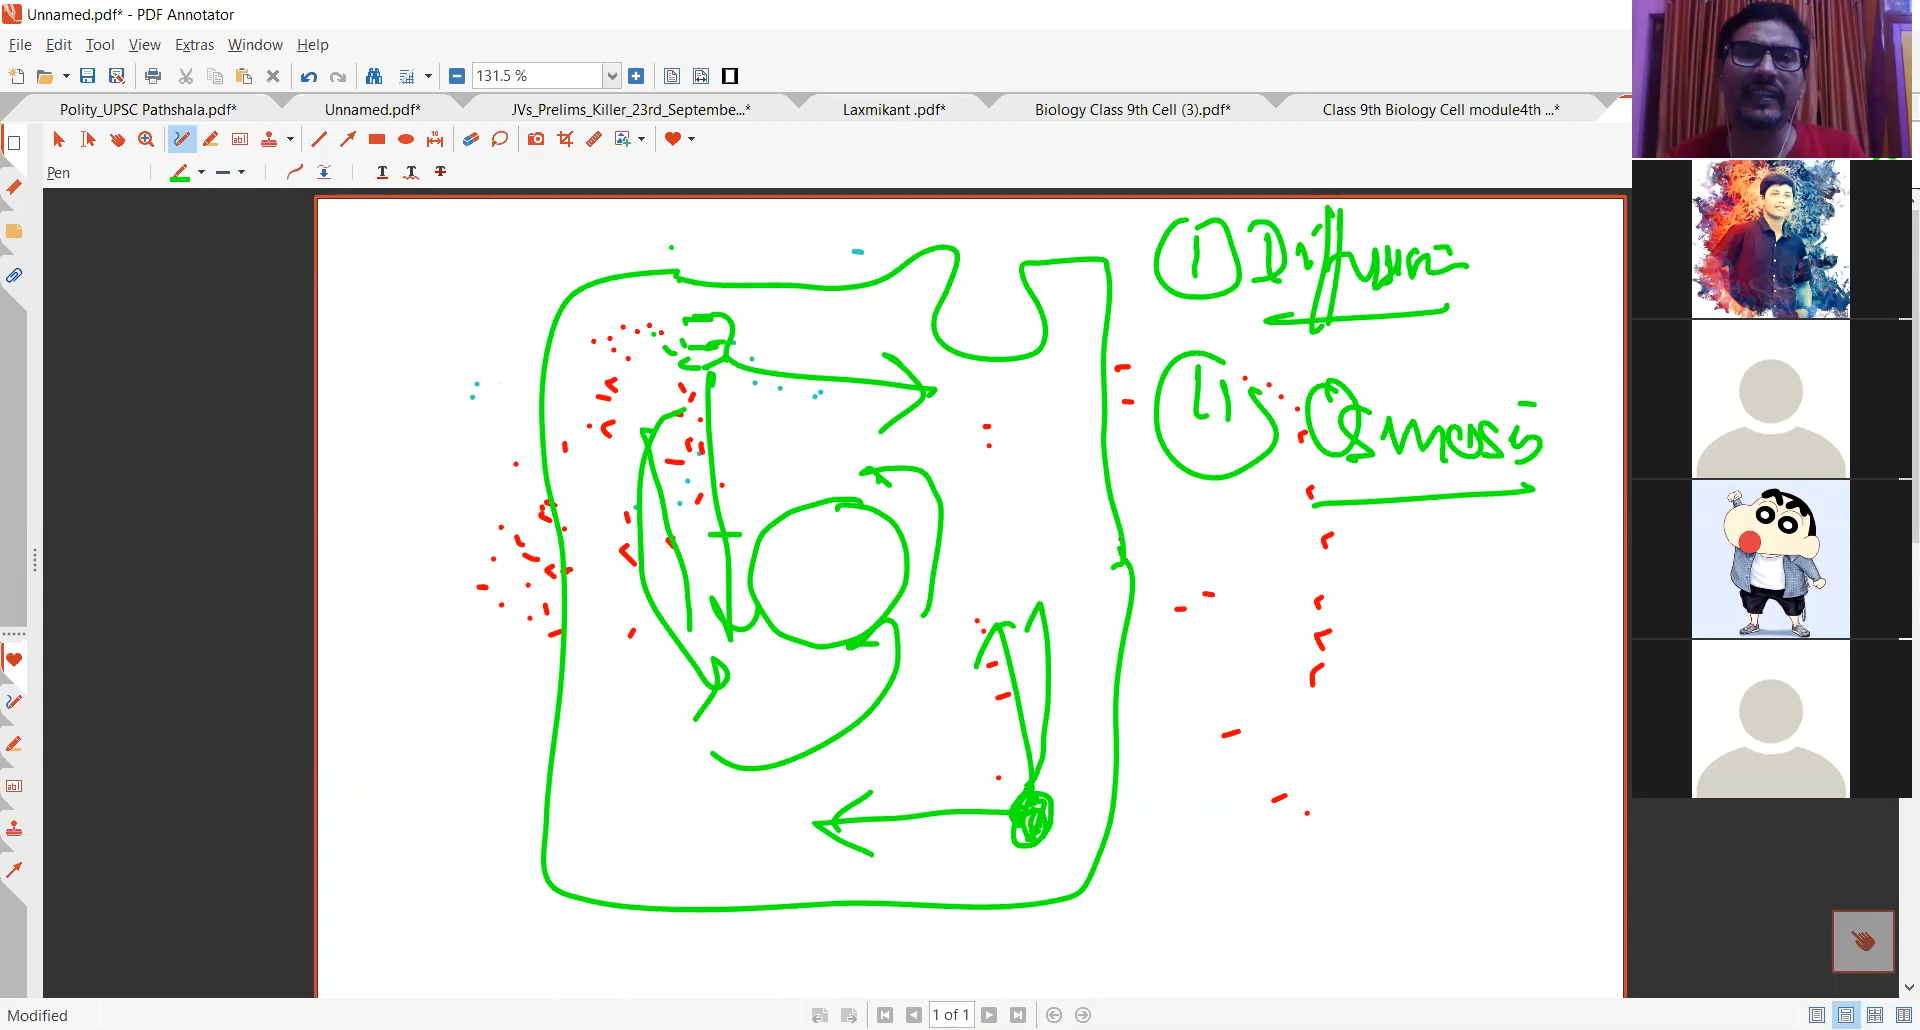 Unnamed.pdf* - PDF Annotator
File Edit Tool View Extras Window Help
131.5 %
Polity_UPSC Pathshala.pdf* Unnamed.pdf* JVs_Prelims_Killer_23rd_Septembe...* Laxmikant .pdf* Biology Class 9th Cell (3).pdf* Class 9th Biology Cell module4th ...*
Pen
I Diffusion
II Osmosis
Modified
1 of 1